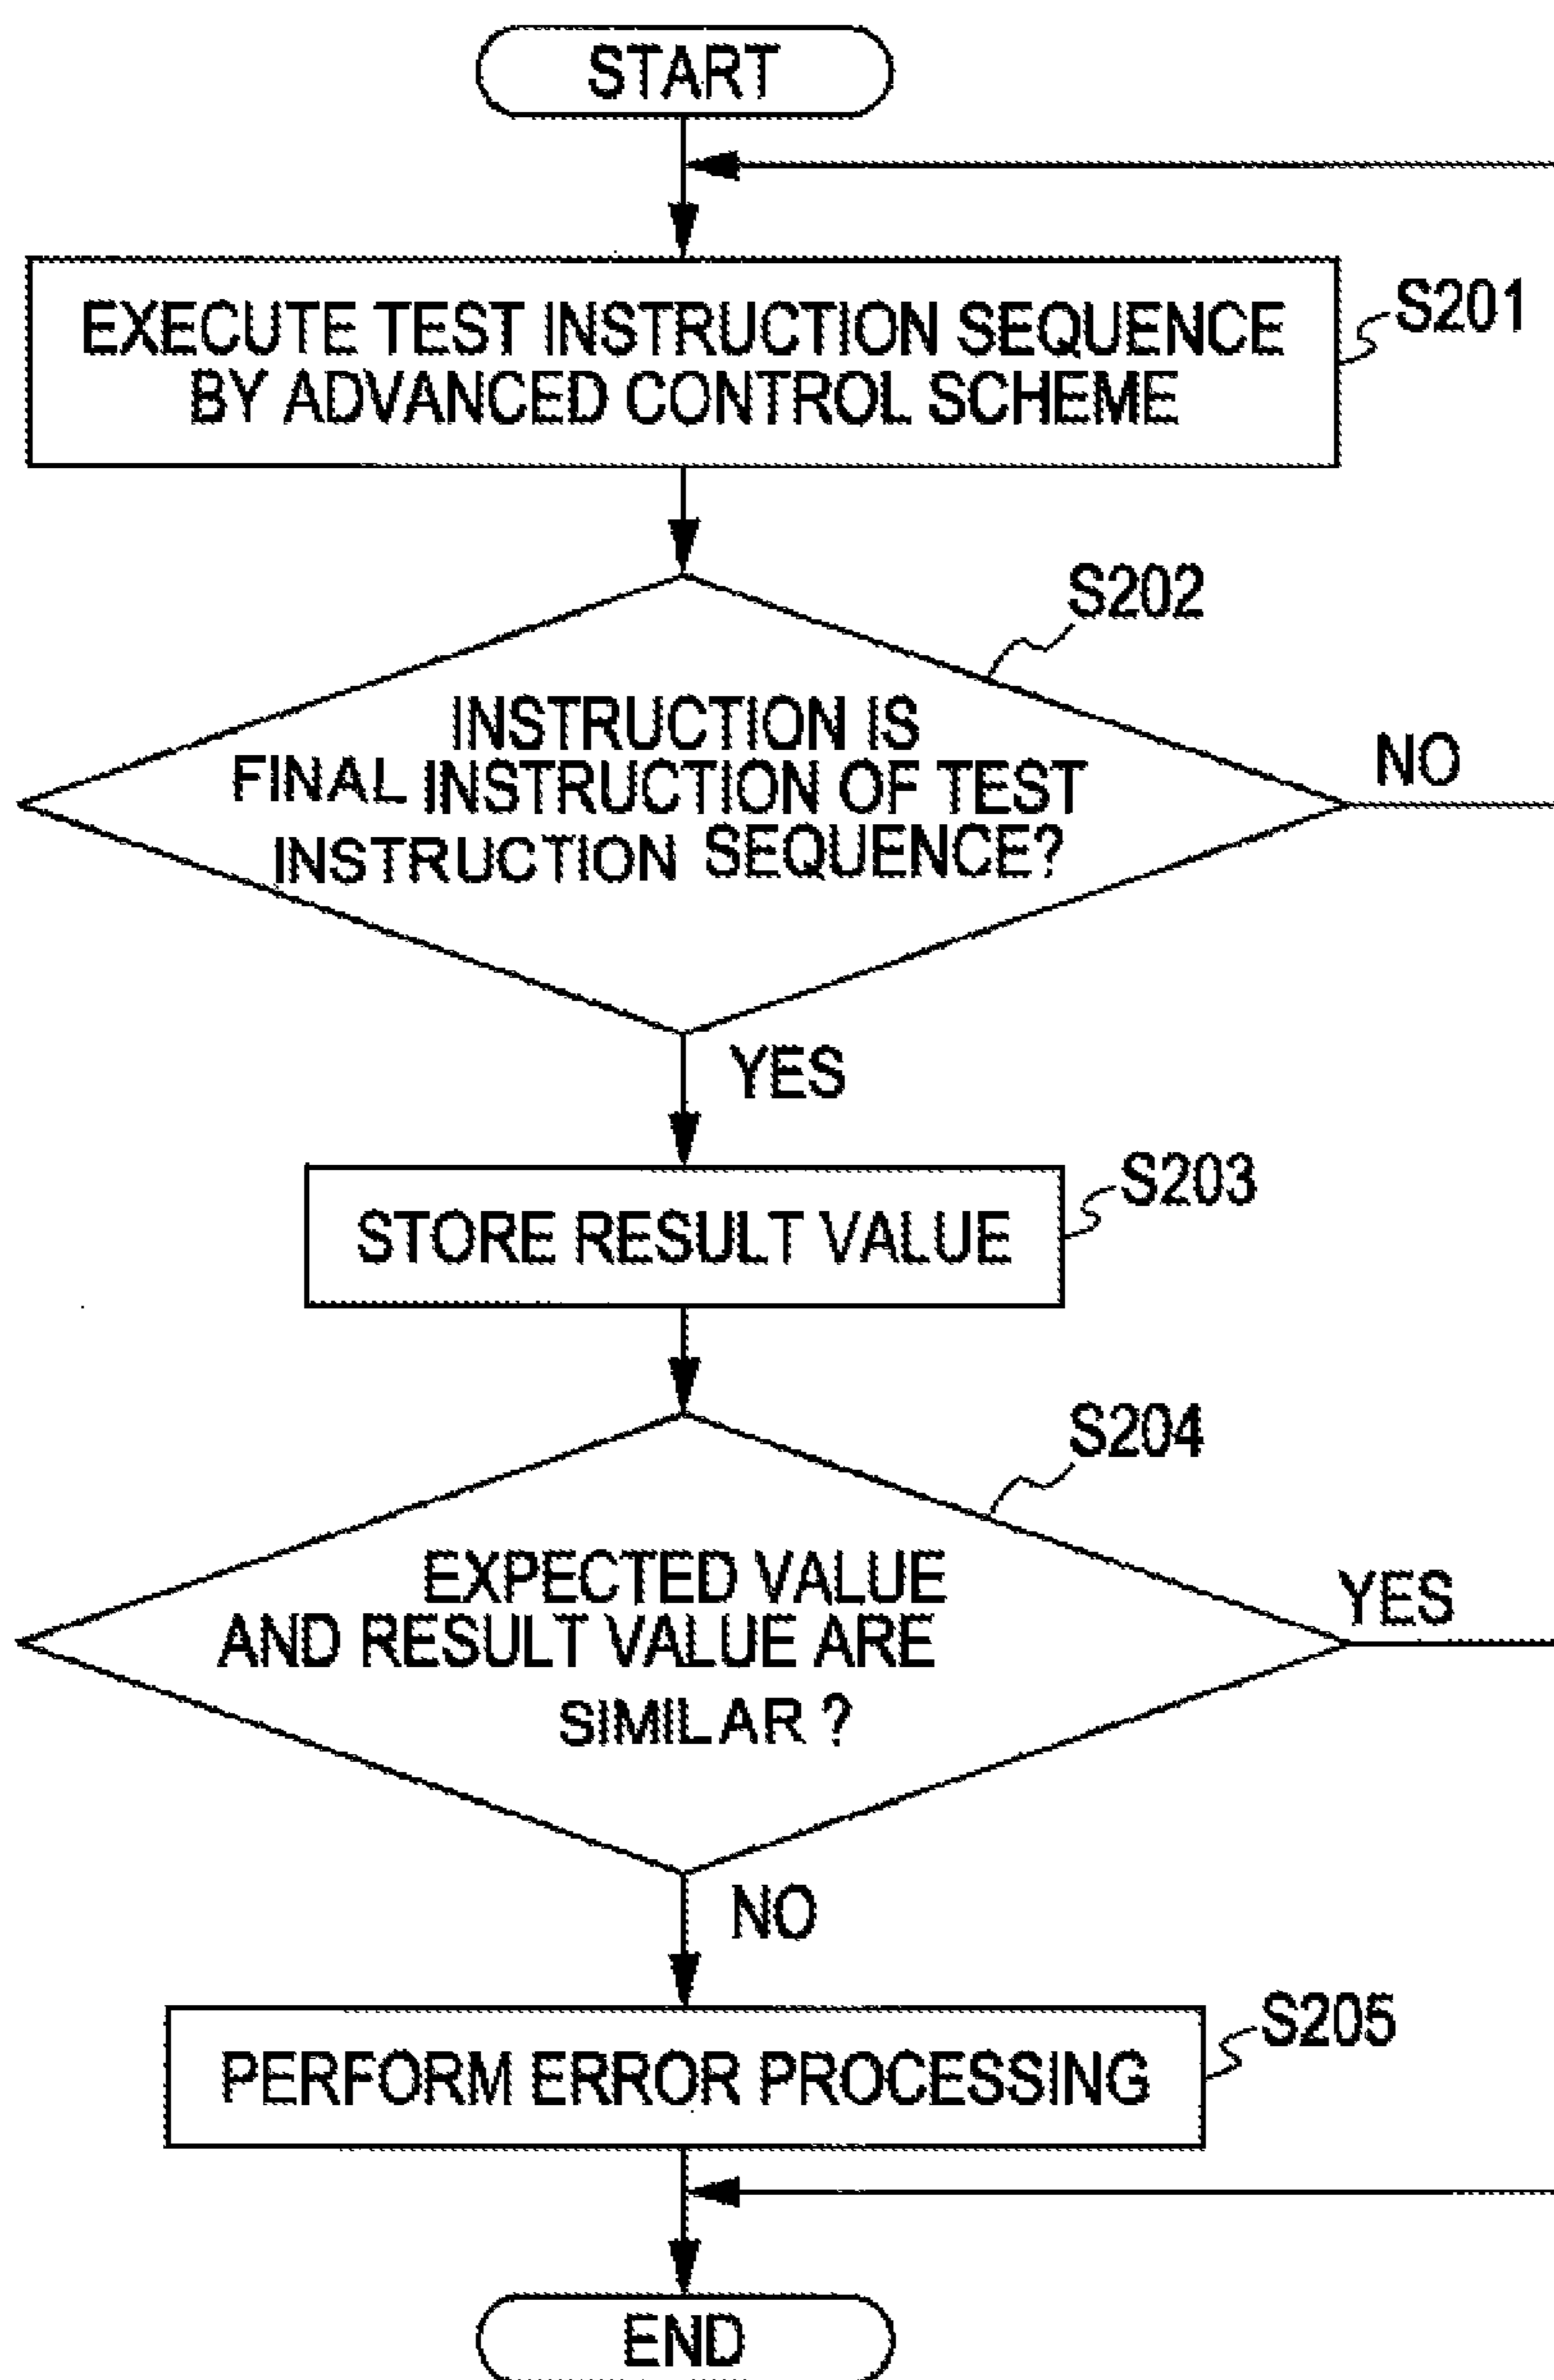 START
EXECUTE TEST INSTRUCTION SEQUENCE
BY ADVANCED CONTROL SCHEME
S201
S202
INSTRUCTION IS
FINAL INSTRUCTION OF TEST
INSTRUCTION SEQUENCE?
NO
YES
STORE RESULT VALUE
S203
S204
EXPECTED VALUE
AND RESULT VALUE ARE
SIMILAR ?
YES
NO
PERFORM ERROR PROCESSING
S205
END